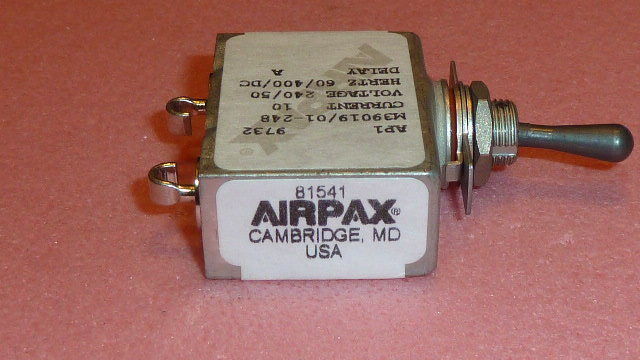 81541
AIRPAX®
CAMBRIDGE, MD
USA
AP1 9732
M39019/01-248
CURRENT 10
VOLTAGE 240/50
HERTZ 60/400/DC
DELAY A